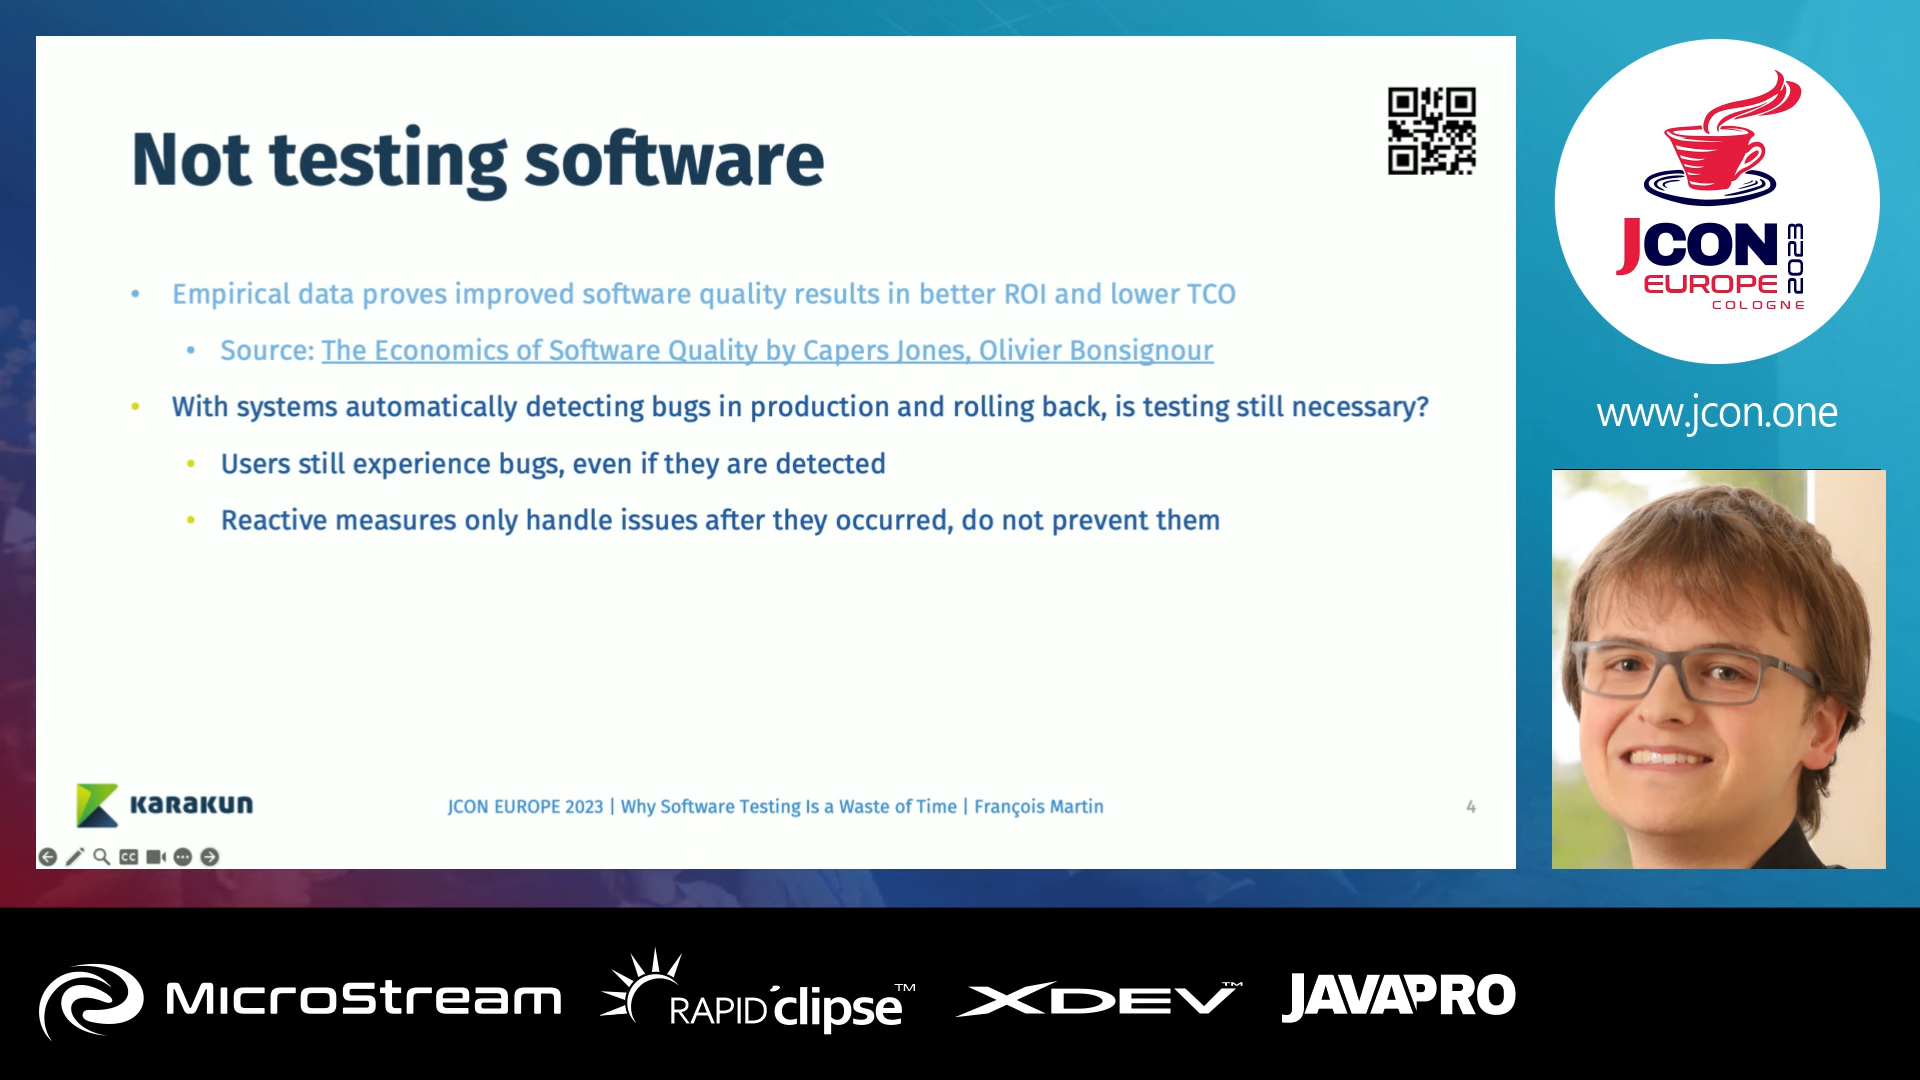 Not testing software
• Empirical data proves improved software quality results in better ROI and lower TCO
• Source: The Economics of Software Quality by Capers Jones, Olivier Bonsignour
• With systems automatically detecting bugs in production and rolling back, is testing still necessary?
• Users still experience bugs, even if they are detected
• Reactive measures only handle issues after they occurred, do not prevent them
KARAKUN
JCON EUROPE 2023 | Why Software Testing Is a Waste of Time | François Martin
4
CC
JCON
2023
EUROPE
COLOGNE
www.jcon.one
MicroStream
RAPID'clipse™
XDEV™
JAVAPRO